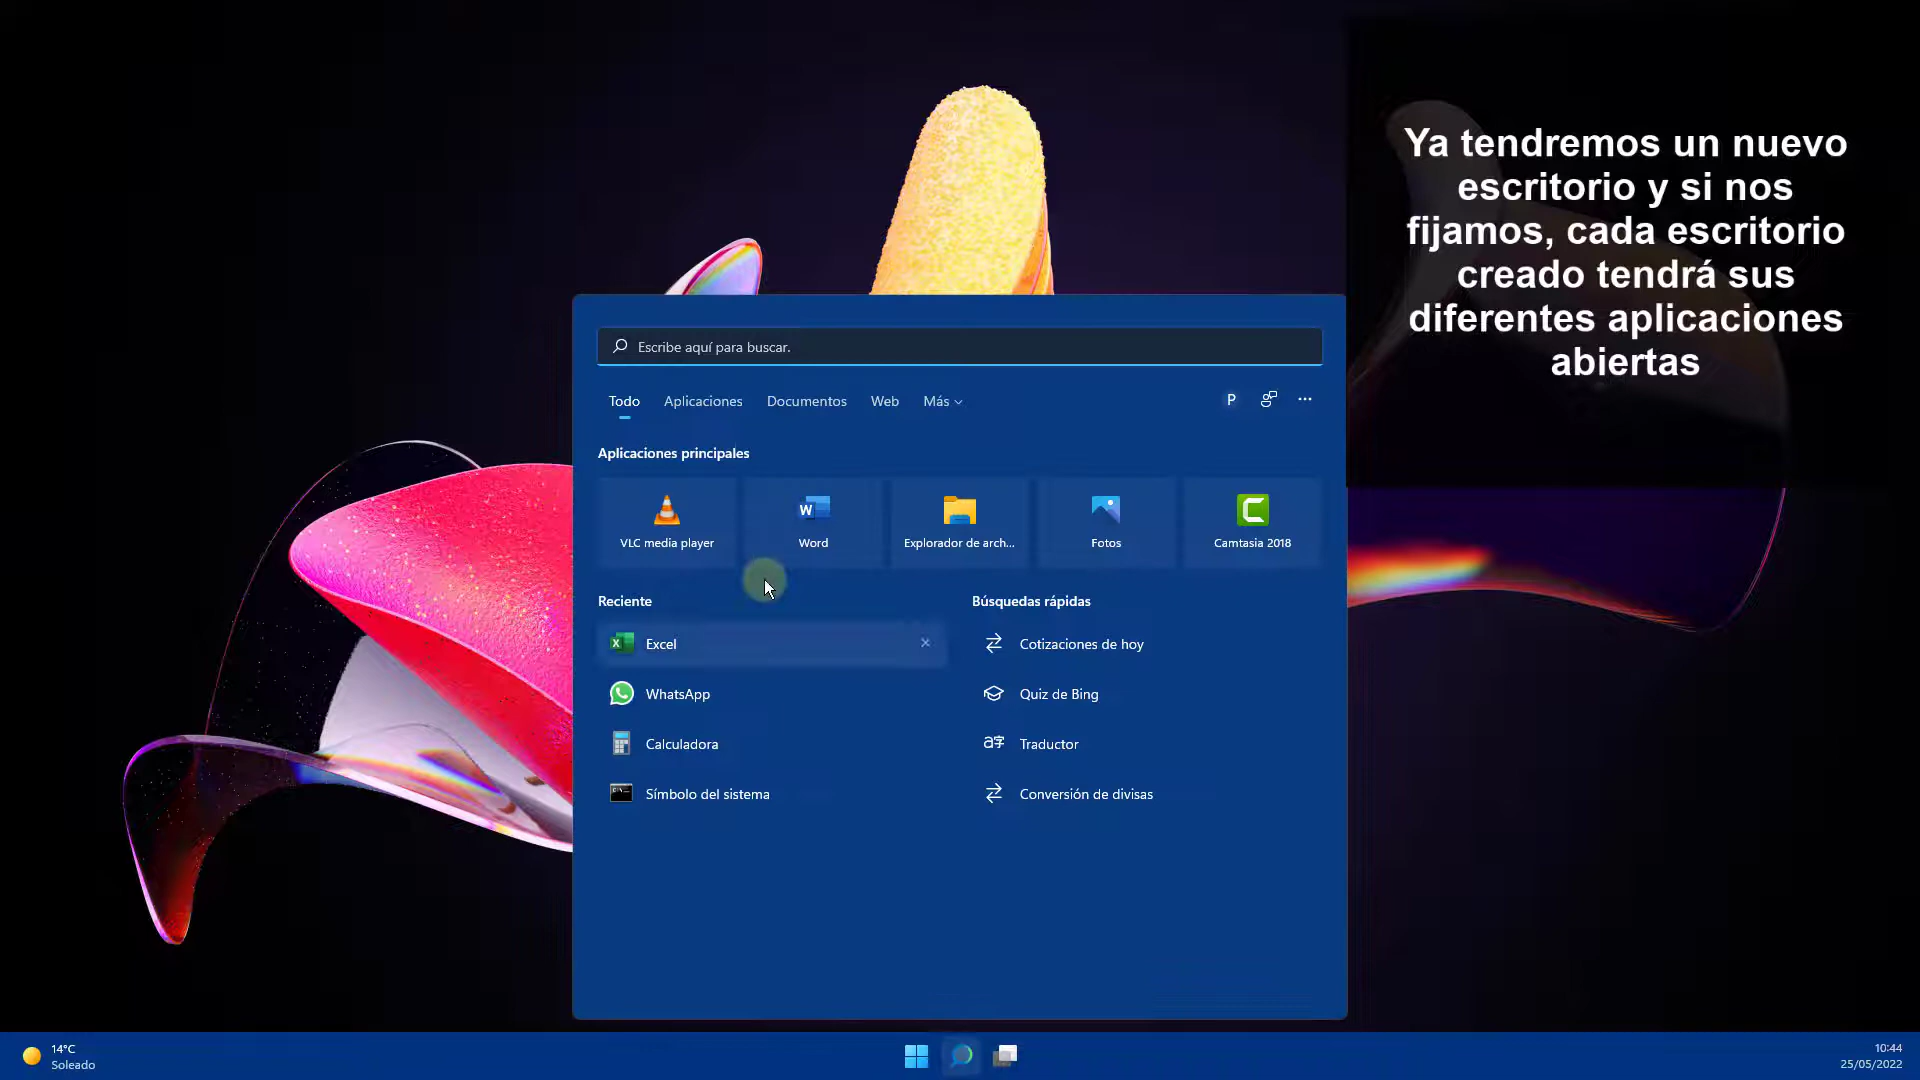 Ya tendremos un nuevo
escritorio y si nos
fijamos, cada escritorio
creado tendrá sus
diferentes aplicaciones
abiertas
Escribe aquí para buscar.
Todo Aplicaciones Documentos Web Más
P
Aplicaciones principales
VLC media player Word Explorador de arch... Fotos Camtasia 2018
Reciente
Excel
WhatsApp
Calculadora
Símbolo del sistema
Búsquedas rápidas
Cotizaciones de hoy
Quiz de Bing
Traductor
Conversión de divisas
14°C
Soleado
10:44
25/05/2022